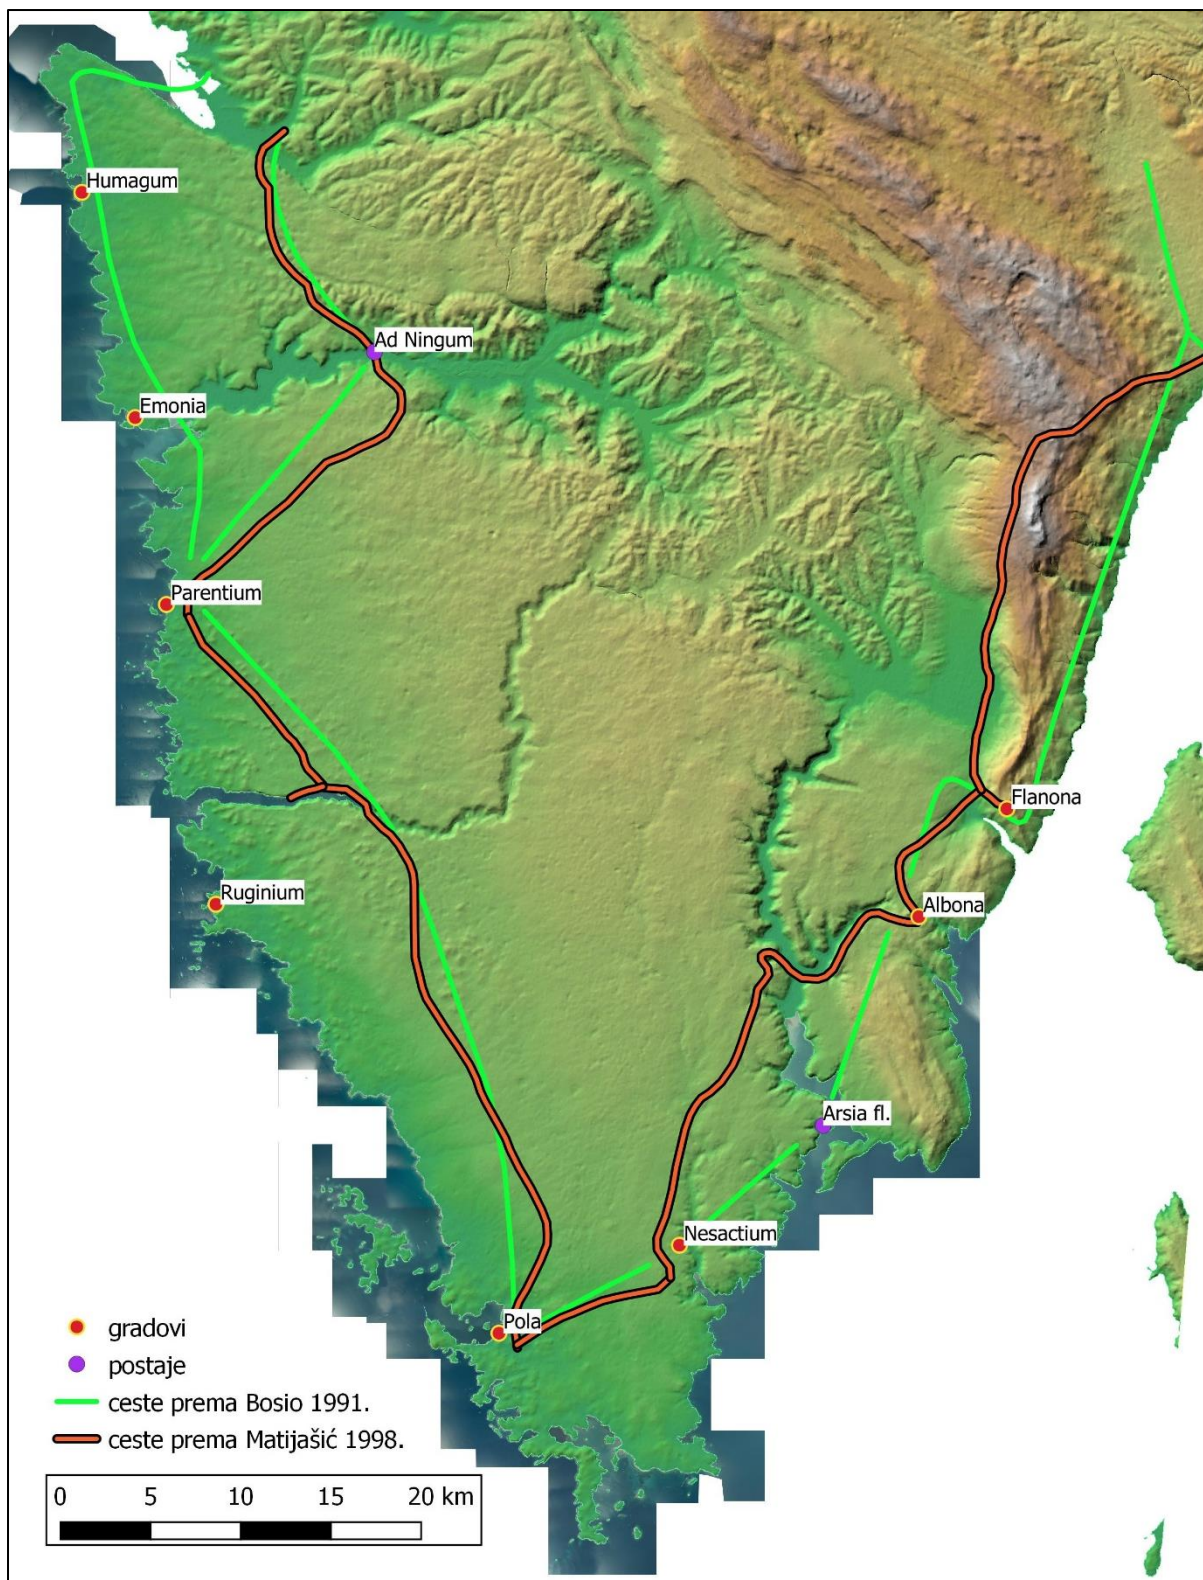 Humagum
Ad Ningum
Emonia
Parentium
Flanona
Ruginium
Albona
Arsia fl.
Nesactium
Pola
gradovi
postaje
ceste prema Bosio 1991.
ceste prema Matijašić 1998.
0 5 10 15 20 km